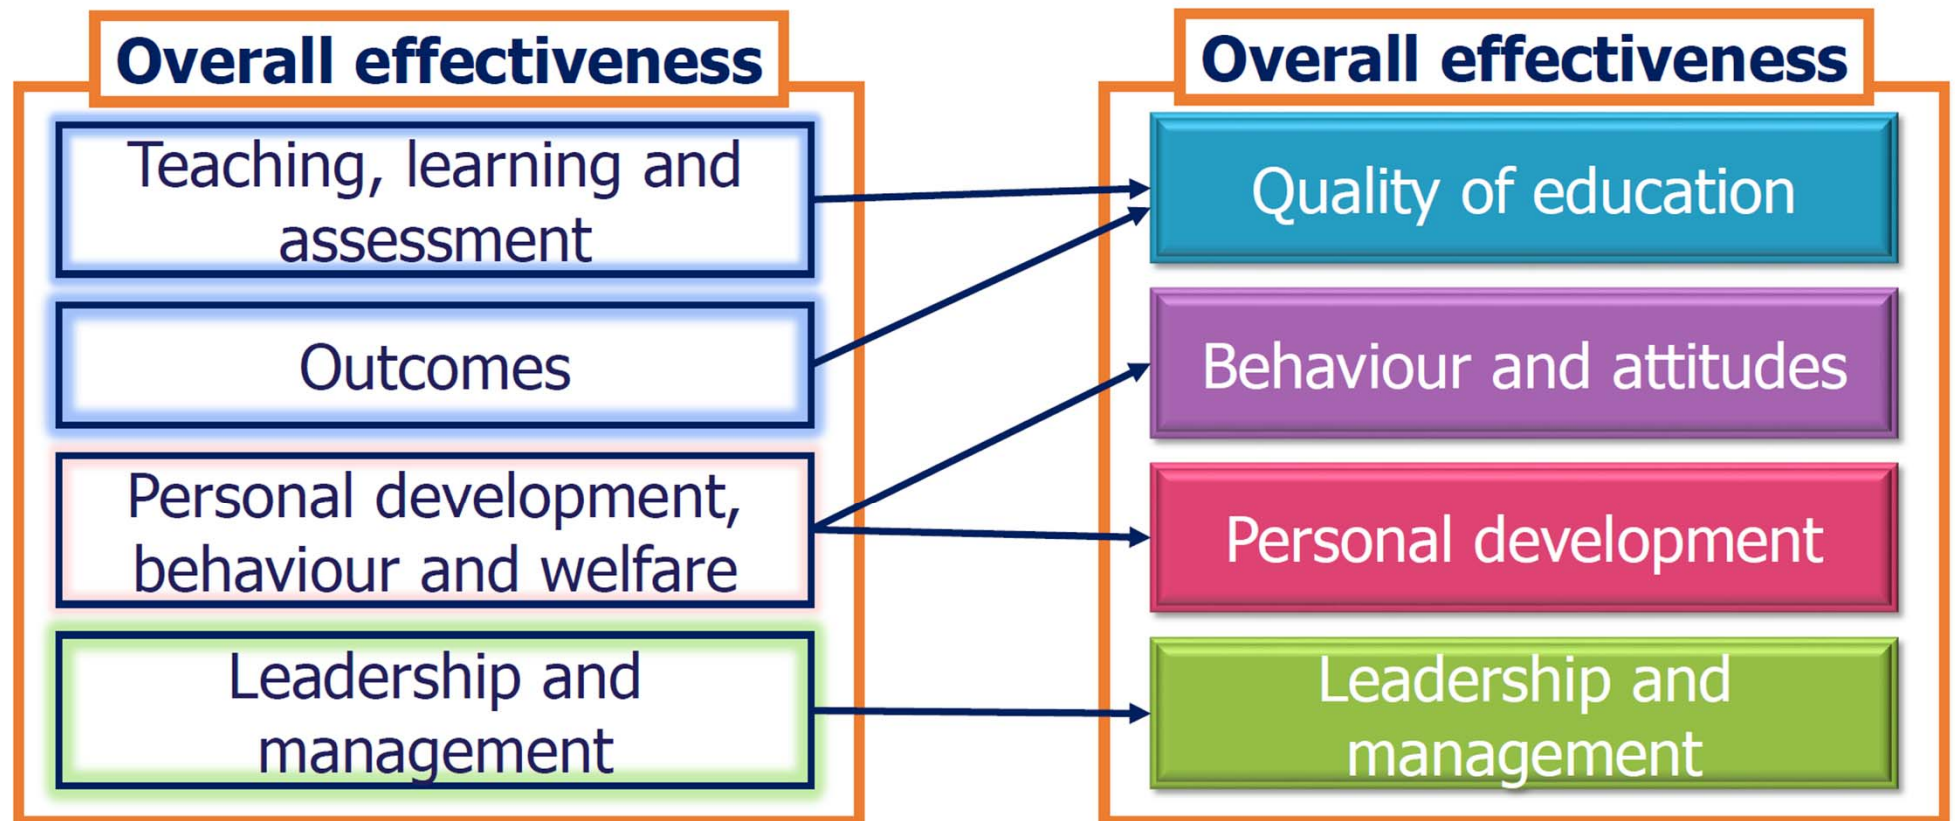 Overall effectiveness
Teaching, learning and
assessment
Outcomes
Personal development,
behaviour and welfare
Leadership and
management
Overall effectiveness
Quality of education
Behaviour and attitudes
Personal development
Leadership and
management